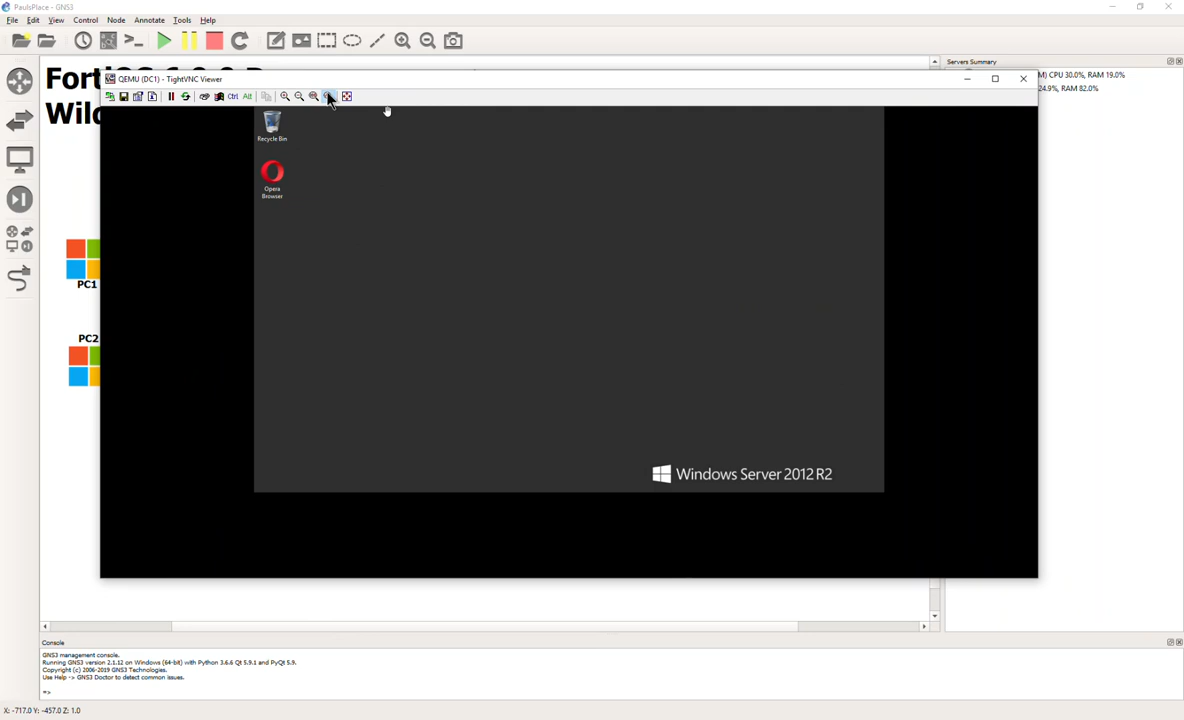 PaulsPlace - GNS3
File Edit View Control Node Annotate Tools Help
Servers Summary
QEMU (DC1) - TightVNC Viewer
M) CPU 30.0%, RAM 19.0%
24.9%, RAM 82.0%
Ctrl Alt
Wild
Recycle Bin
Opera
Browser
PC1
PC2
Windows Server 2012 R2
Console
GNS3 management console.
Running GNS3 version 2.1.12 on Windows (64-bit) with Python 3.6.6 Qt 5.9.1 and PyQt 5.9.
Copyright (c) 2006-2019 GNS3 Technologies.
Use Help -> GNS3 Doctor to detect common issues.
=>
X: -717.0 Y: -457.0 Z: 1.0